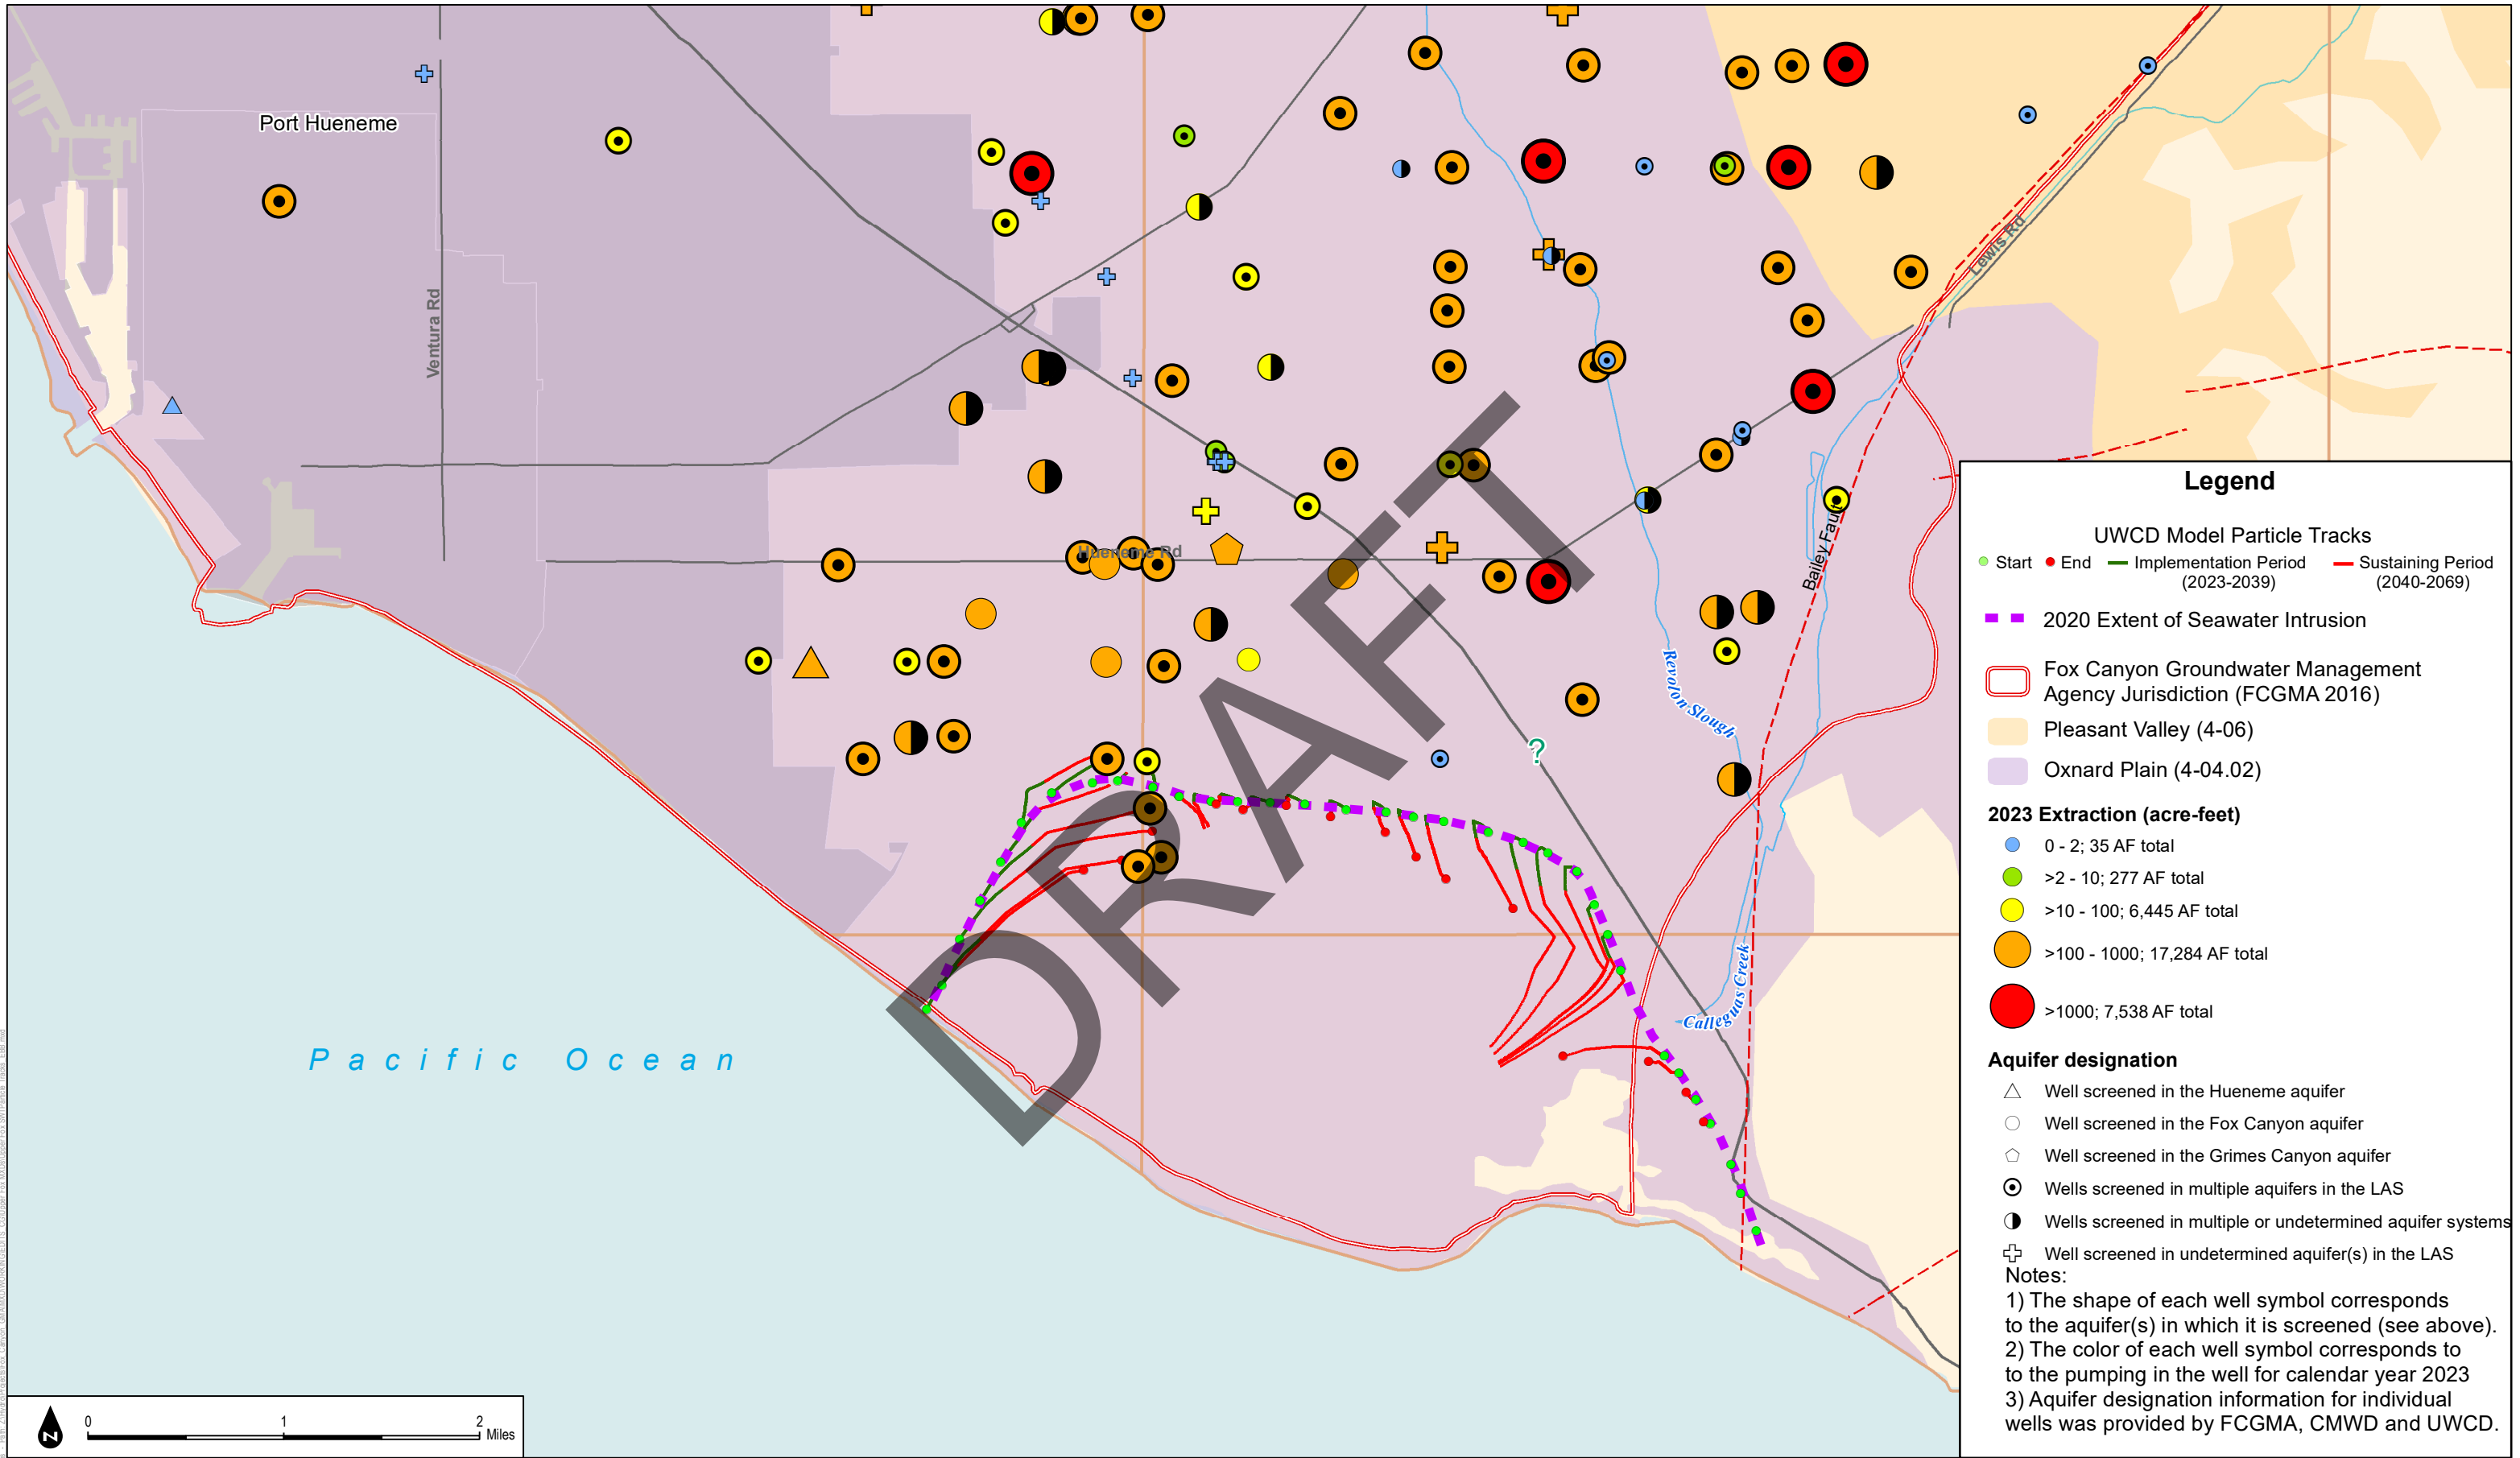 Port Hueneme
Ventura Rd
Lewis Rd
Hueneme Rd
Bailey Fault
Revolon Slough
?
Calleguas Creek
Pacific Ocean
DRAFT
N
0 1 2
Miles
Legend
UWCD Model Particle Tracks
Start End Implementation Period Sustaining Period
(2023-2039) (2040-2069)
2020 Extent of Seawater Intrusion
Fox Canyon Groundwater Management
Agency Jurisdiction (FCGMA 2016)
Pleasant Valley (4-06)
Oxnard Plain (4-04.02)
2023 Extraction (acre-feet)
0 - 2; 35 AF total
>2 - 10; 277 AF total
>10 - 100; 6,445 AF total
>100 - 1000; 17,284 AF total
>1000; 7,538 AF total
Aquifer designation
Well screened in the Hueneme aquifer
Well screened in the Fox Canyon aquifer
Well screened in the Grimes Canyon aquifer
Wells screened in multiple aquifers in the LAS
Wells screened in multiple or undetermined aquifer systems
Well screened in undetermined aquifer(s) in the LAS
Notes:
1) The shape of each well symbol corresponds
to the aquifer(s) in which it is screened (see above).
2) The color of each well symbol corresponds to
to the pumping in the well for calendar year 2023
3) Aquifer designation information for individual
wells was provided by FCGMA, CMWD and UWCD.